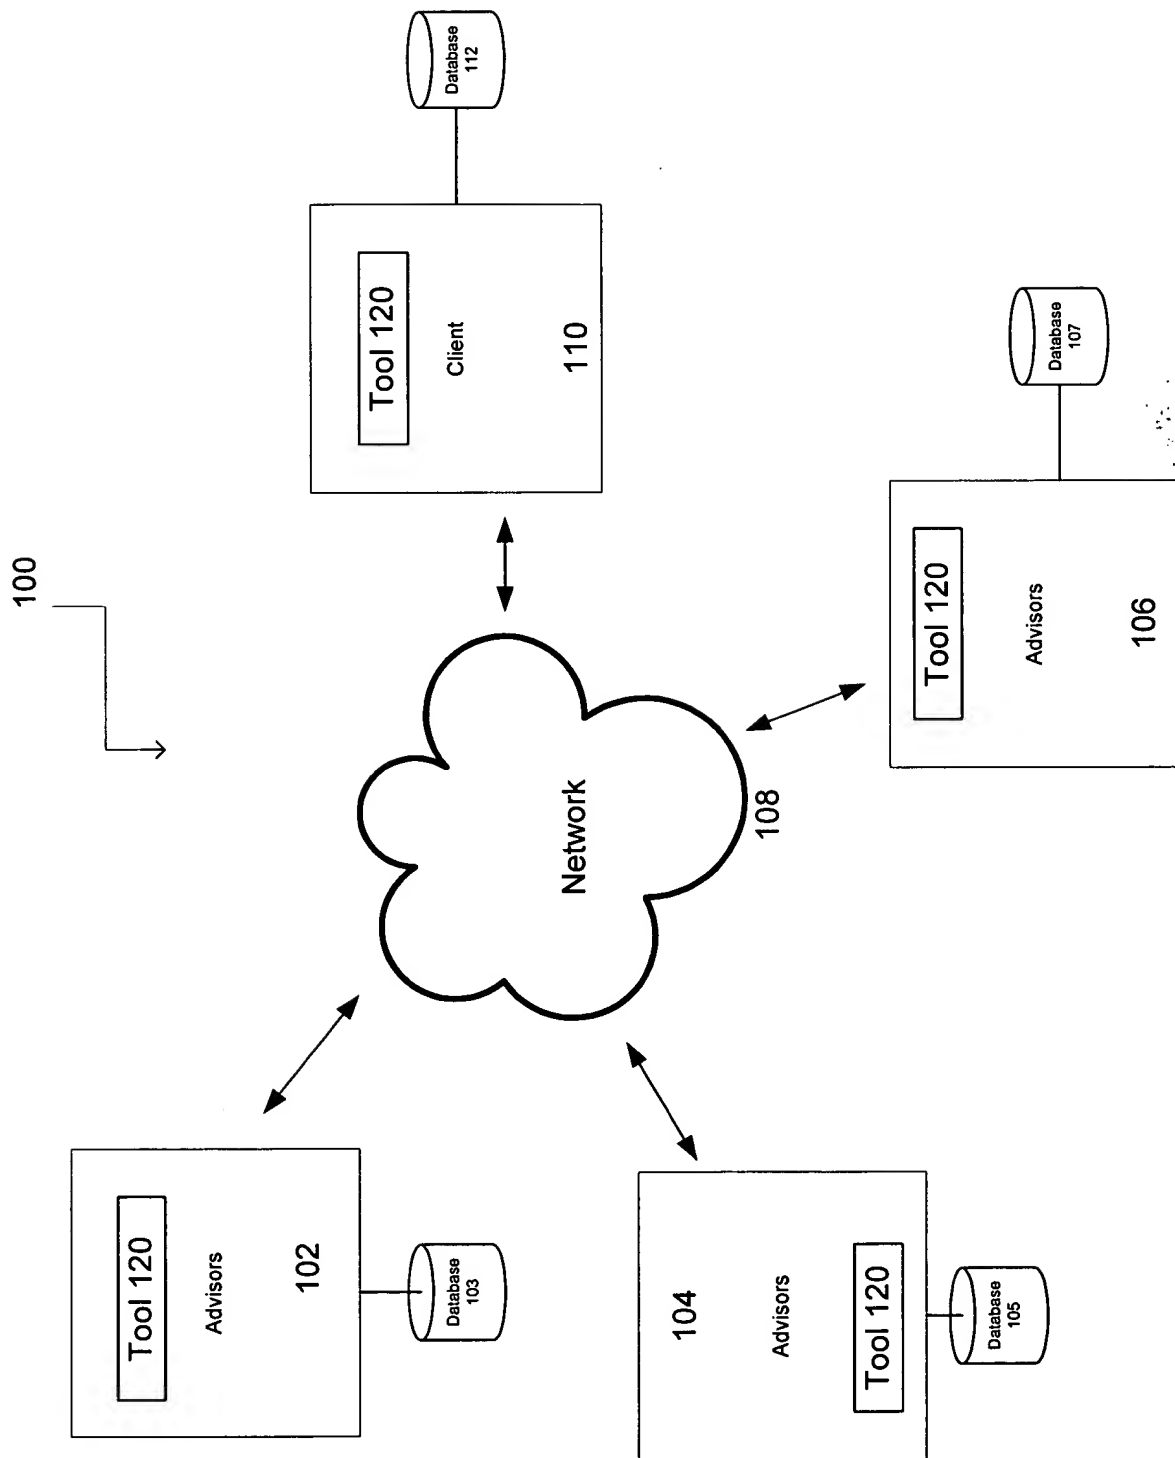 100
Tool 120
Advisors
102
Database
103
104
Advisors
Tool 120
Database
105
Network
108
Tool 120
Client
110
Database
112
Tool 120
Advisors
106
Database
107